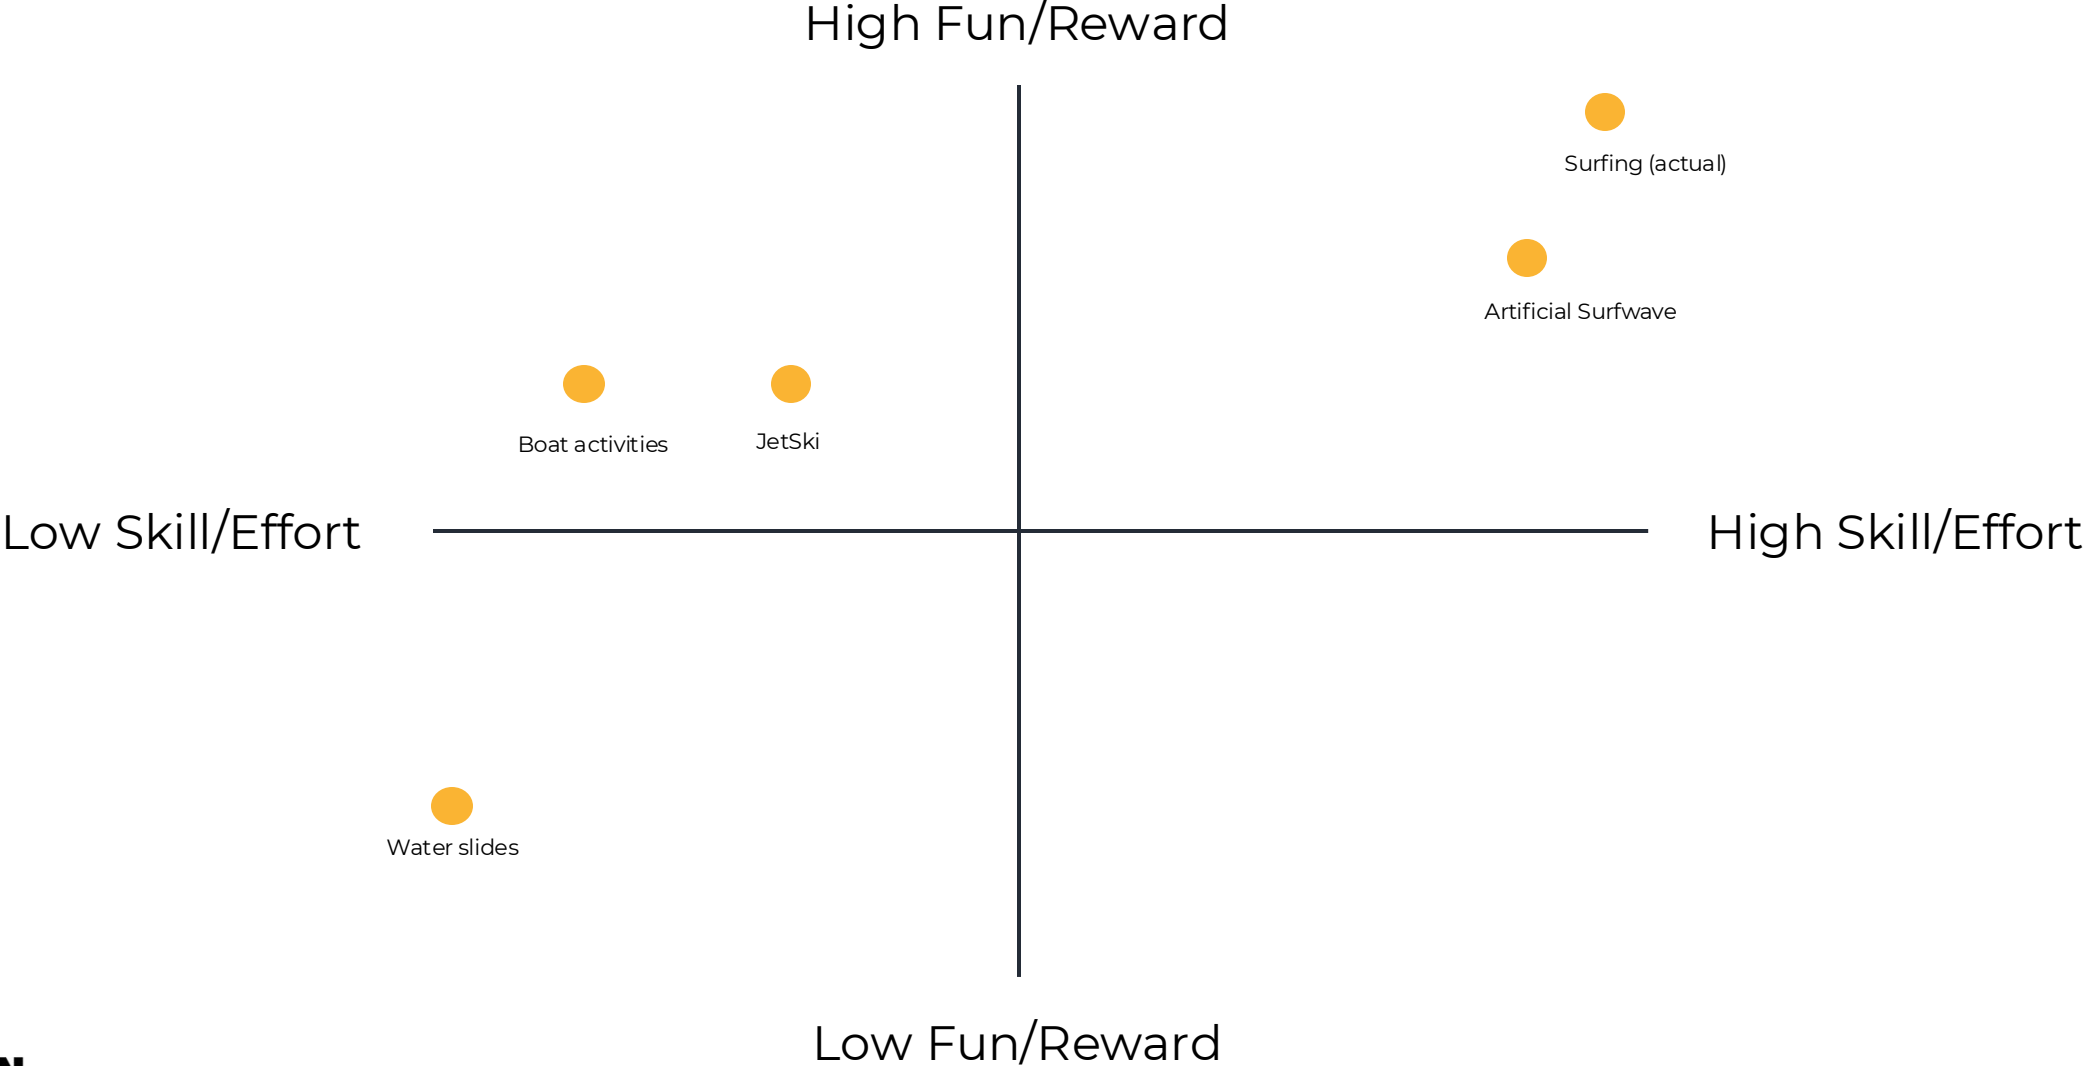 High Fun/Reward
Surfing (actual)
Artificial Surfwave
Boat activities
JetSki
Low Skill/Effort
High Skill/Effort
Water slides
Low Fun/Reward